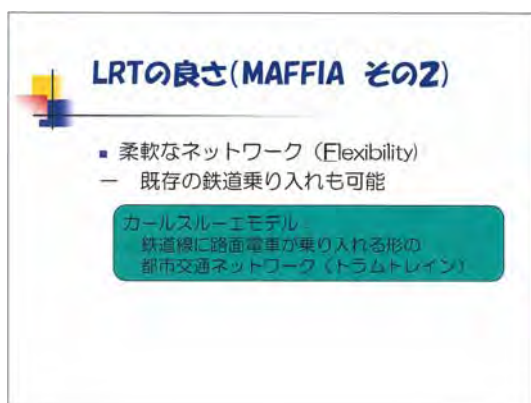 LRTの良さ(MAFFIA その2)
■ 柔軟なネットワーク（Flexibility)
ー 既存の鉄道乗り入れも可能
カールスルーエモデル
鉄道線に路面電車が乗り入れる形の
都市交通ネットワーク（トラムトレイン）